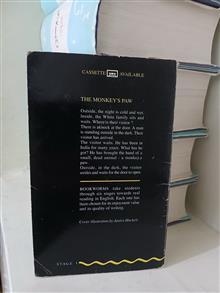 CASSETTE AVAILABLE
THE MONKEY'S PAW
Outside, the night is cold and wet.
Inside, the White family sits and
waits. Where is their visitor?
There is a knock at the door. A man
is standing outside in the dark. Their
visitor has arrived.
The visitor waits. He has been in
India for many years. What has he
got? He has brought the hand of a
small, dead animal - a monkey's
paw.
Outside, in the dark, the visitor
smiles and waits for the door to open.
BOOKWORMS take students
through six stages towards real
reading in English. Each one has
been chosen for its enjoyment value
and its quality of writing.
Cover illustration by
STAGE 1